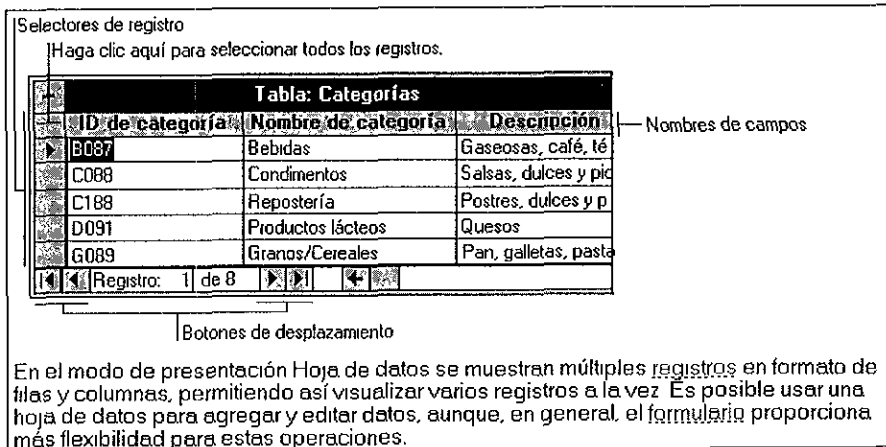 Selectores de registro
Haga clic aquí para seleccionar todos los registros.
Tabla: Categorías
ID de categoría Nombre de categoría Descripción
Nombres de campos
B087 Bebidas Gaseosas, café, té
C088 Condimentos Salsas, dulces y pic
C188 Repostería Postres, dulces y p
D091 Productos lácteos Quesos
G089 Granos/Cereales Pan, galletas, pasta
Registro: 1 de 8
Botones de desplazamiento
En el modo de presentación Hoja de datos se muestran múltiples registros en formato de
filas y columnas, permitiendo así visualizar varios registros a la vez Es posible usar una
hoja de datos para agregar y editar datos, aunque, en general, el formulario proporciona
más flexibilidad para estas operaciones.